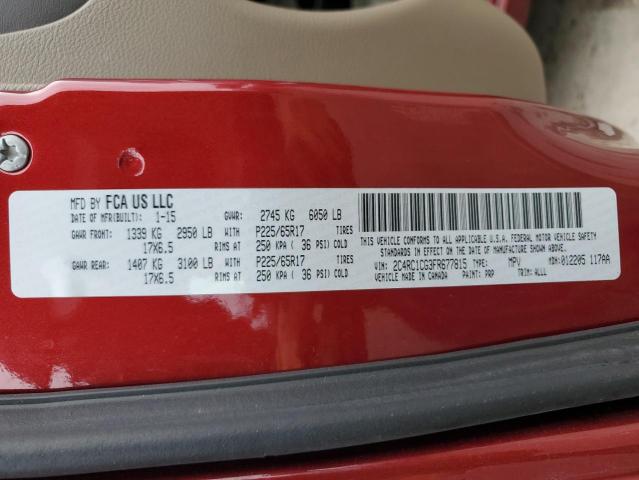 MFD BY FCA US LLC
DATE OF MFR(BUILT): 1-15 GVWR: 2745 KG 6050 LB
GAWR FRONT: 1339 KG 2950 LB WITH P225/65R17 TIRES
17X6.5 RIMS AT 250 KPA ( 36 PSI) COLD
GAWR REAR: 1407 KG 3100 LB WITH P225/65R17 TIRES
17X6.5 RIMS AT 250 KPA ( 36 PSI) COLD
THIS VEHICLE CONFORMS TO ALL APPLICABLE U.S.A. FEDERAL MOTOR VEHICLE SAFETY
STANDARDS IN EFFECT ON THE DATE OF MANUFACTURE SHOWN ABOVE.
VIN: 2C4RC1CG3FR677815 TYPE: MPV MDH:012205 117AA
VEHICLE MADE IN CANADA PAINT: PRP TRIM: ALLL